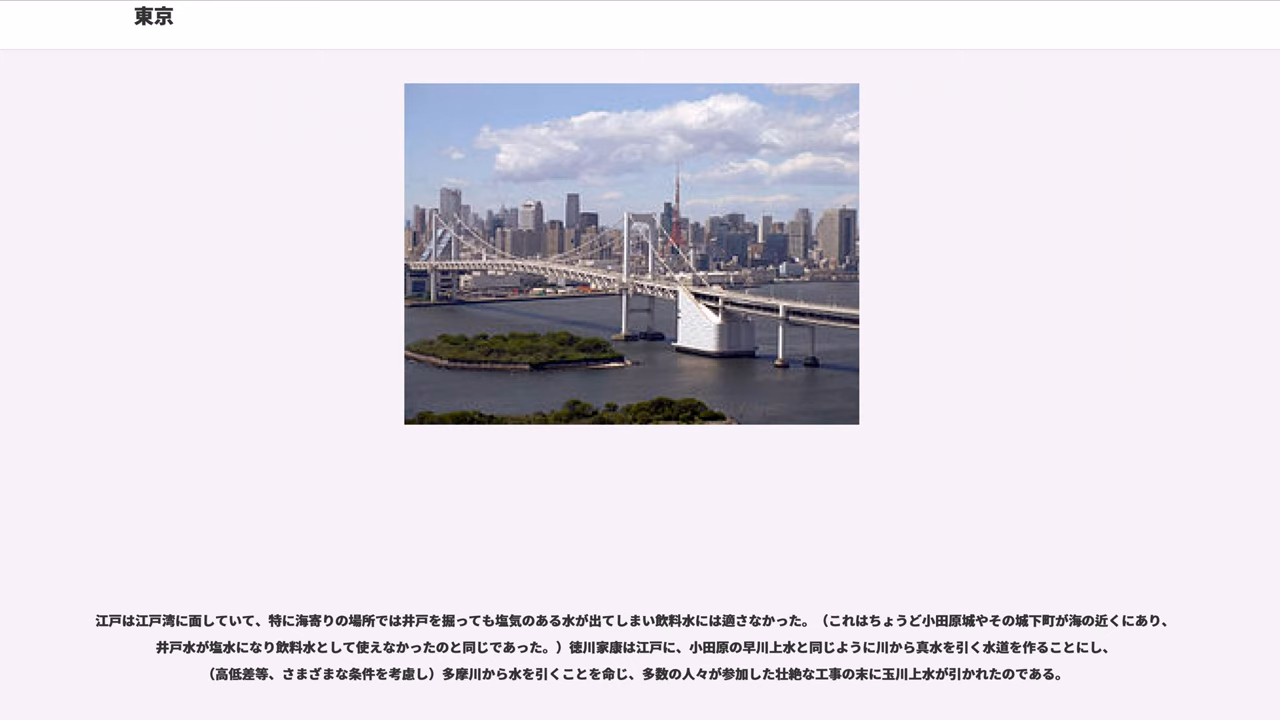 東京
江戸は江戸湾に面していて、特に海寄りの場所では井戸を掘っても塩気のある水が出てしまい飲料水には適さなかった。（これはちょうど小田原城やその城下町が海の近くにあり、
井戸水が塩水になり飲料水として使えなかったのと同じであった。）徳川家康は江戸に、小田原の早川上水と同じように川から真水を引く水道を作ることにし、
（高低差等、さまざまな条件を考慮し）多摩川から水を引くことを命じ、多数の人々が参加した壮絶な工事の末に玉川上水が引かれたのである。